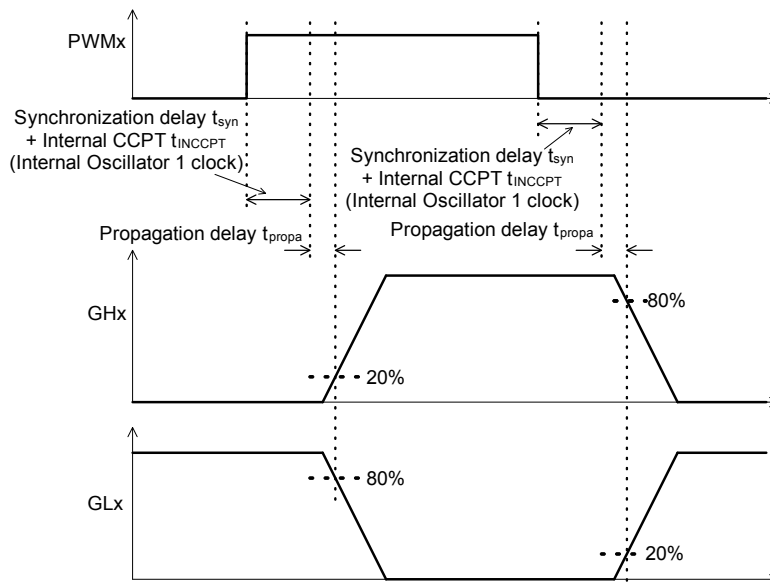 PWMx
Synchronization delay tsyn
+ Internal CCPT tINCCPT
(Internal Oscillator 1 clock)
Synchronization delay tsyn
+ Internal CCPT tINCCPT
(Internal Oscillator 1 clock)
Propagation delay tpropa
Propagation delay tpropa
GHx
80%
20%
GLx
80%
20%